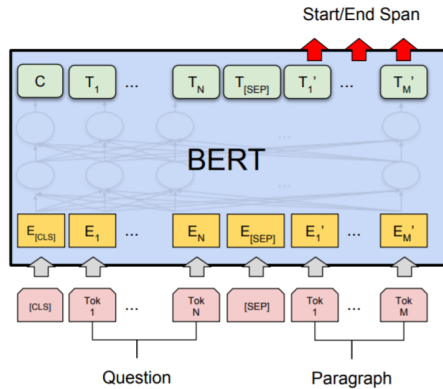 Start/End Span
C T1 ... TN T[SEP] T1' ... TM'
...
BERT
...
E[CLS] E1 ... EN E[SEP] E1' ... EM'
[CLS] Tok 1 ... Tok N [SEP] Tok 1 ... Tok M
Question Paragraph